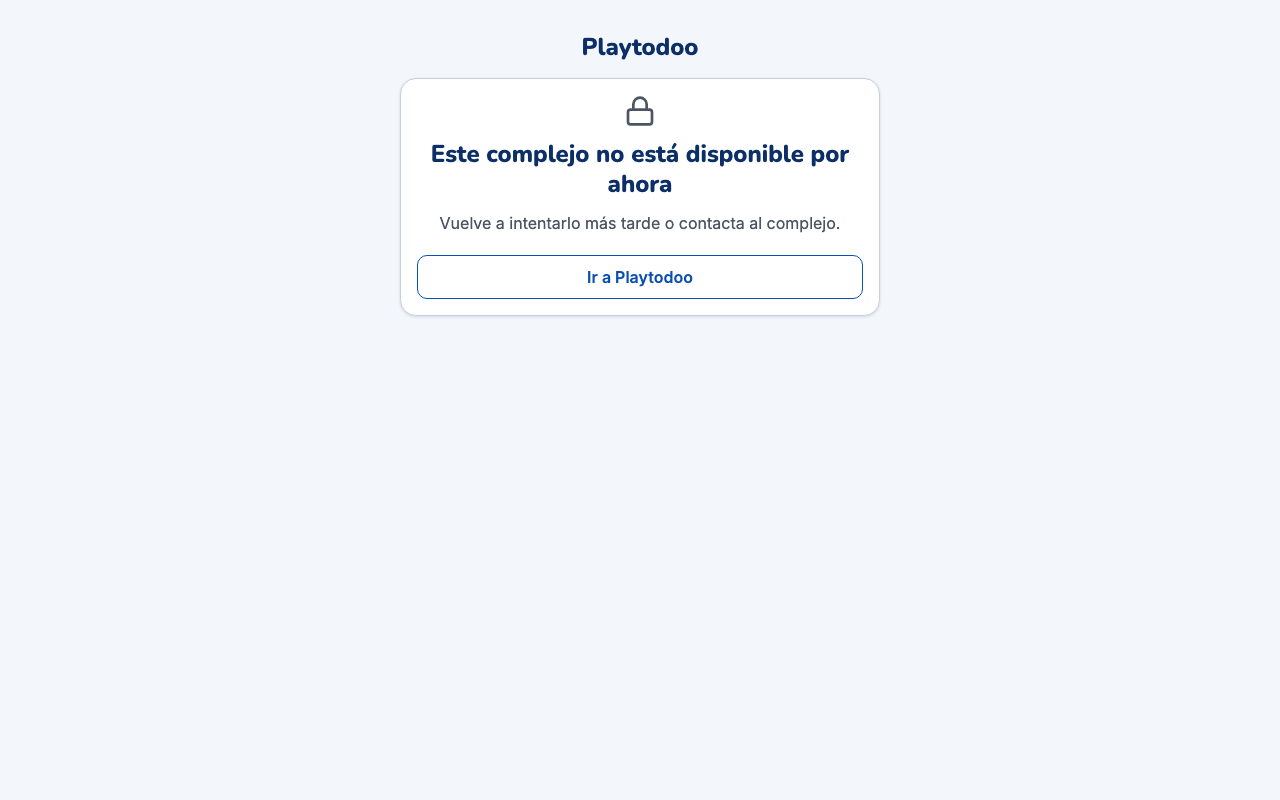 Playtodoo
Este complejo no está disponible por
ahora
Vuelve a intentarlo más tarde o contacta al complejo.
Ir a Playtodoo